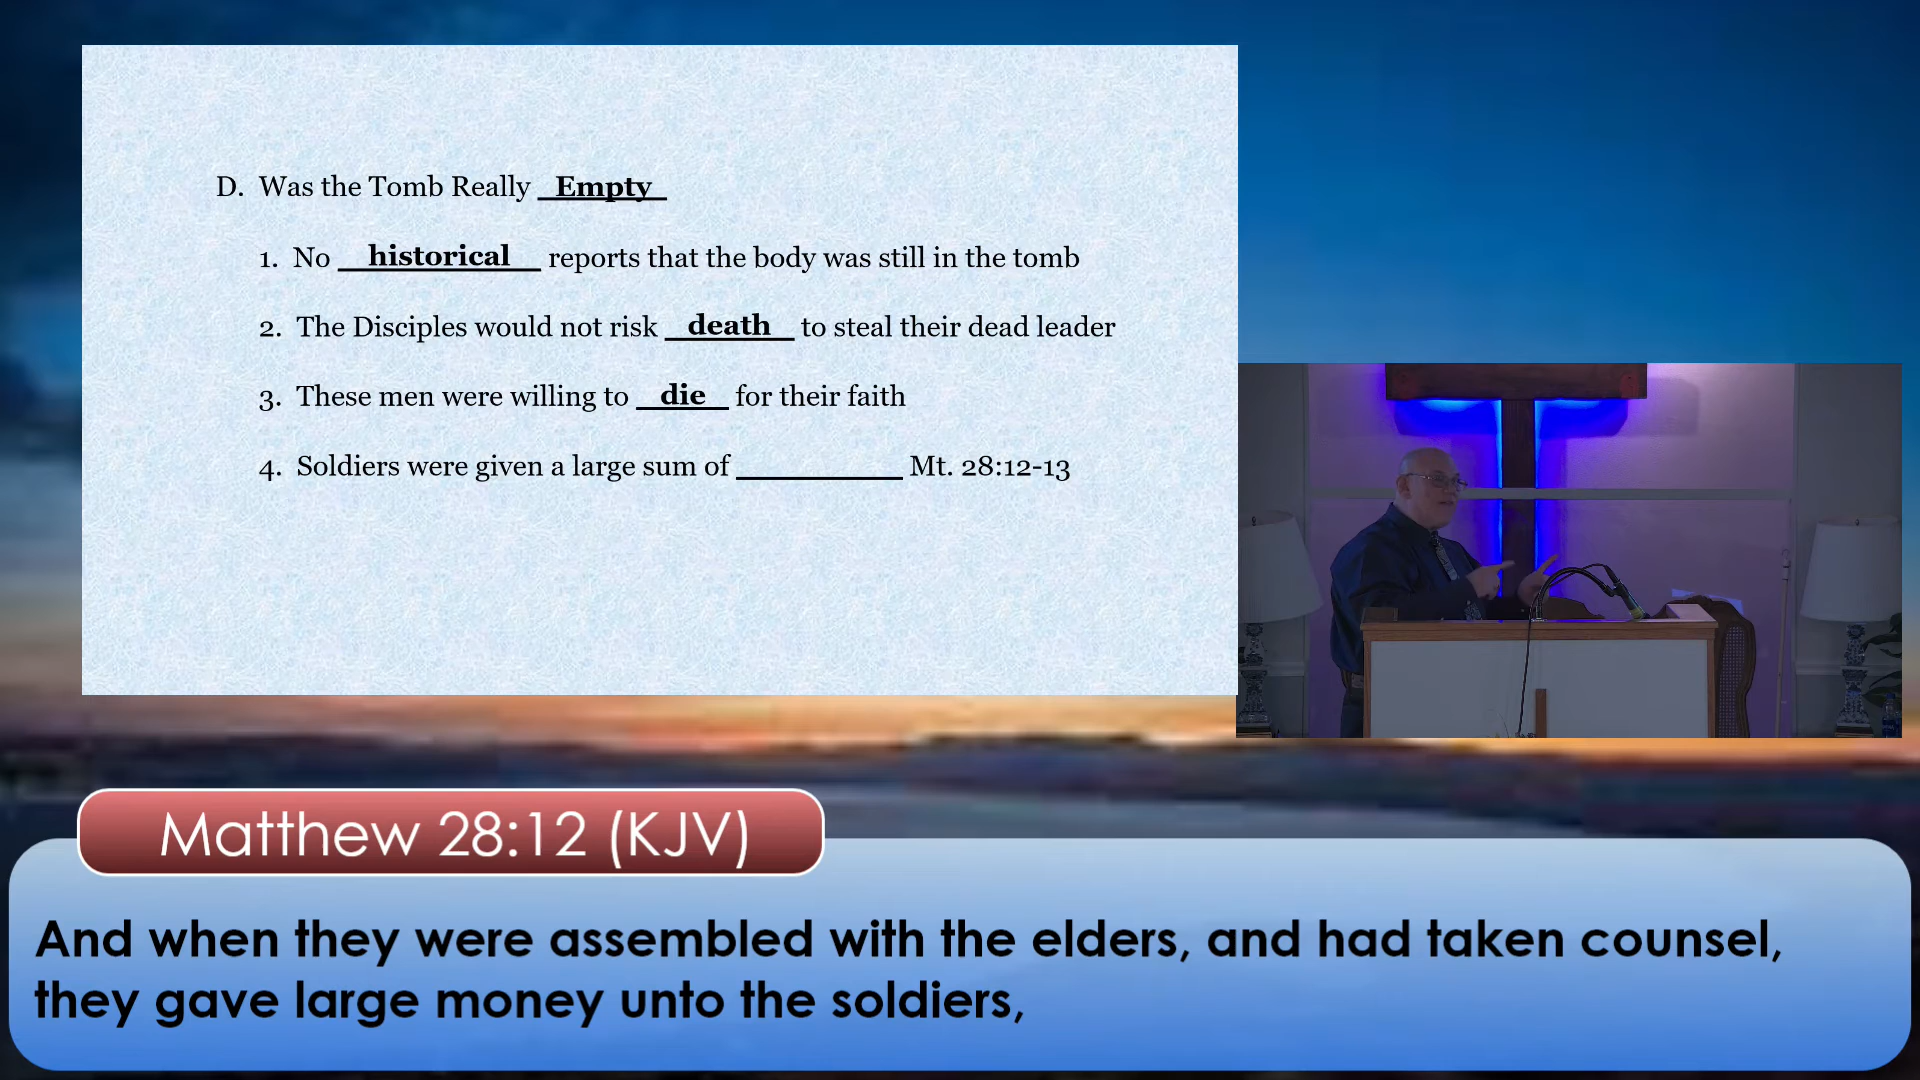 D. Was the Tomb Really Empty
1. No historical reports that the body was still in the tomb
2. The Disciples would not risk death to steal their dead leader
3. These men were willing to die for their faith
4. Soldiers were given a large sum of __________ Mt. 28:12-13
Matthew 28:12 (KJV)
And when they were assembled with the elders, and had taken counsel,
they gave large money unto the soldiers,